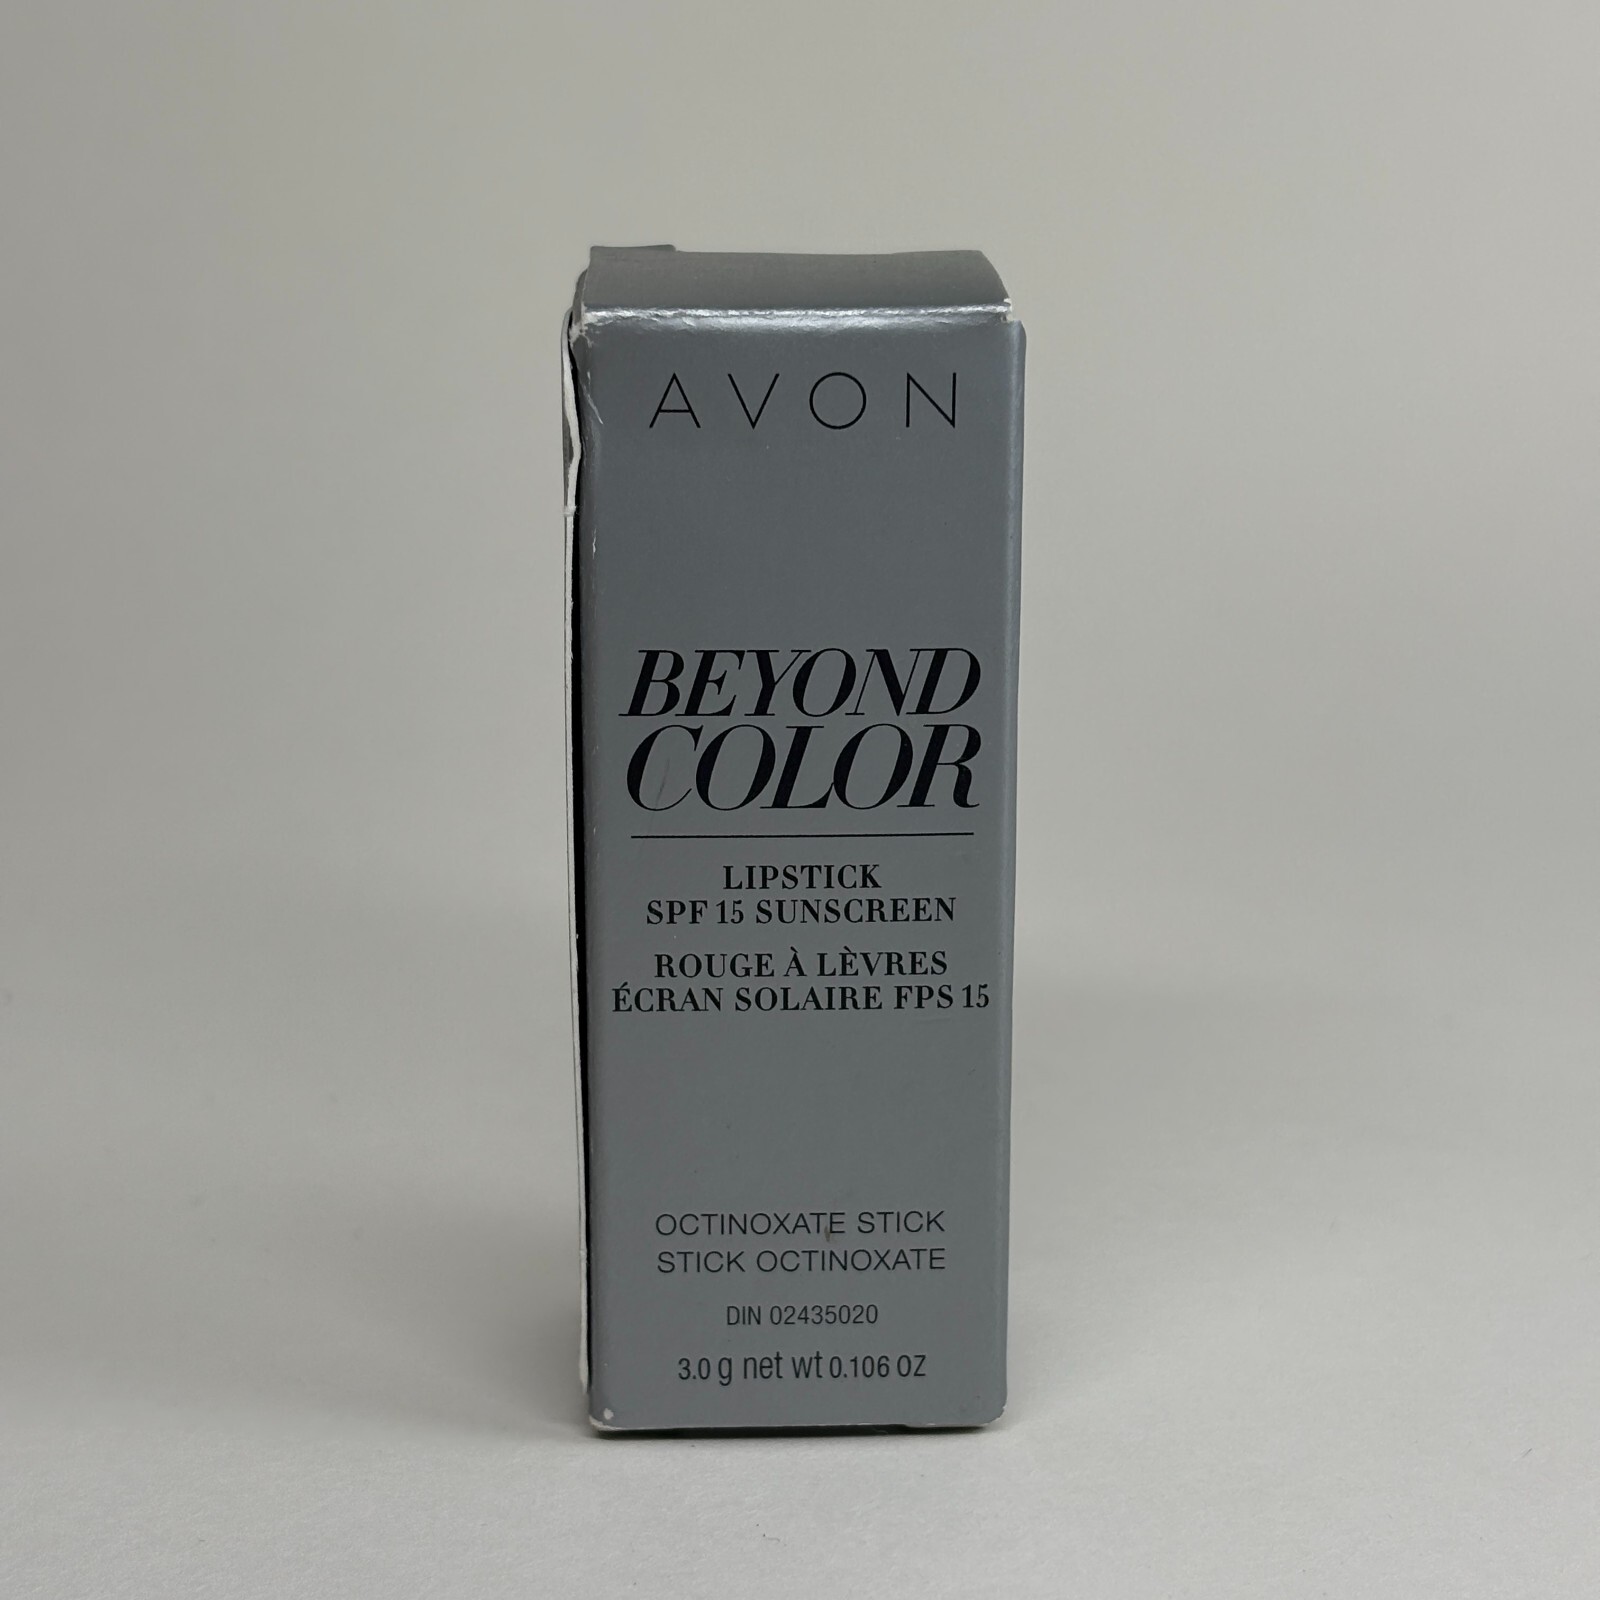 AVON
BEYOND
COLOR
LIPSTICK
SPF 15 SUNSCREEN
ROUGE À LÈVRES
ÉCRAN SOLAIRE FPS 15
OCTINOXATE STICK
STICK OCTINOXATE
DIN 02435020
3.0 g net wt 0.106 OZ